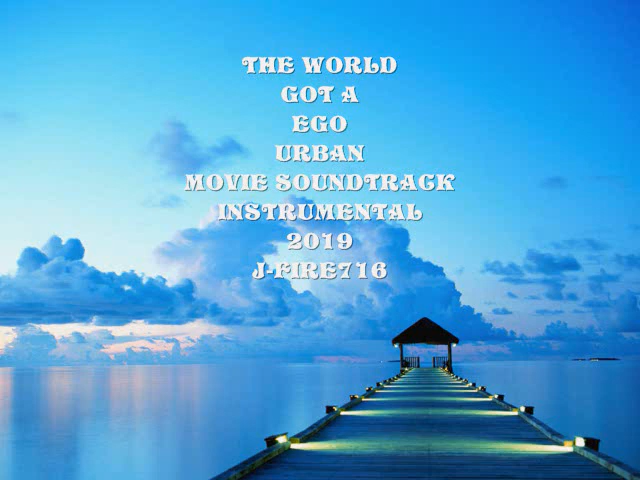 THE WORLD
GOT A
EGO
URBAN
MOVIE SOUNDTRACK
INSTRUMENTAL
2019
J-FIRE716